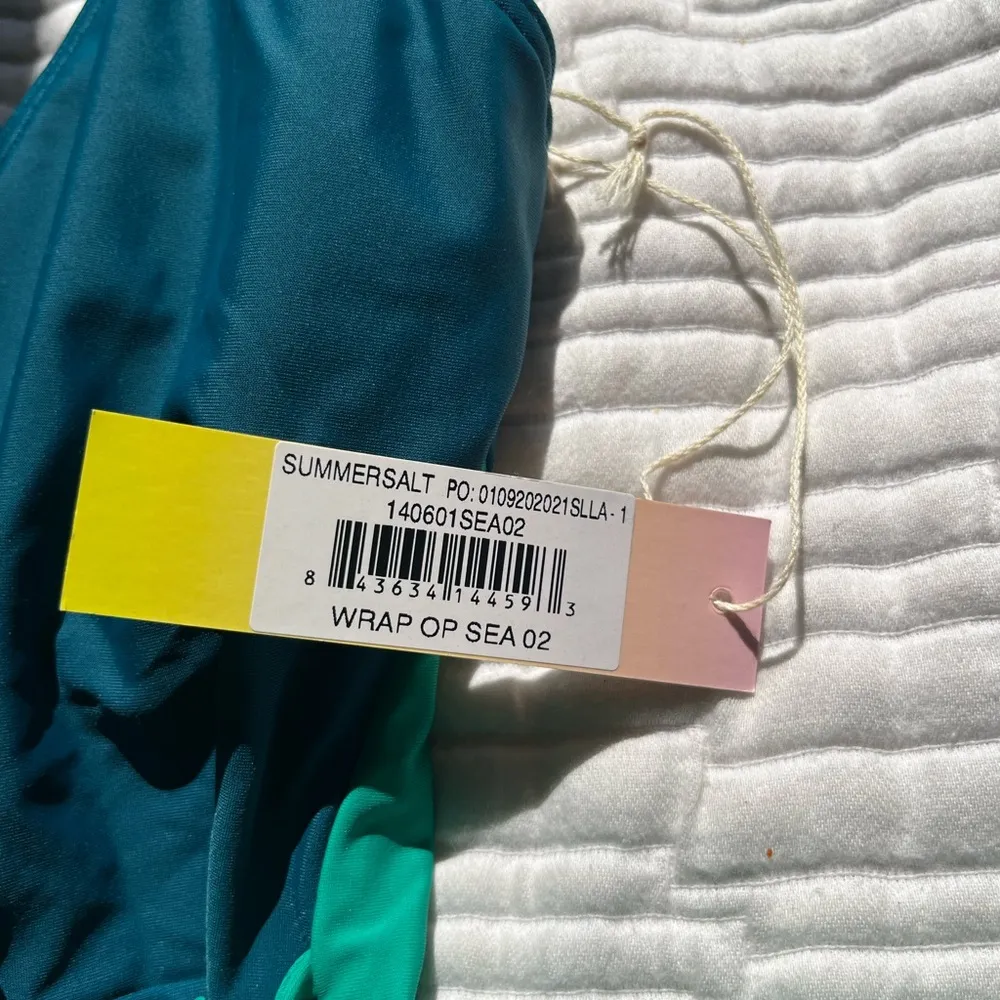 SUMMERSALT PO: 0109202021SLLA-1
140601SEA02
8 43634 14459 3
WRAP OP SEA 02